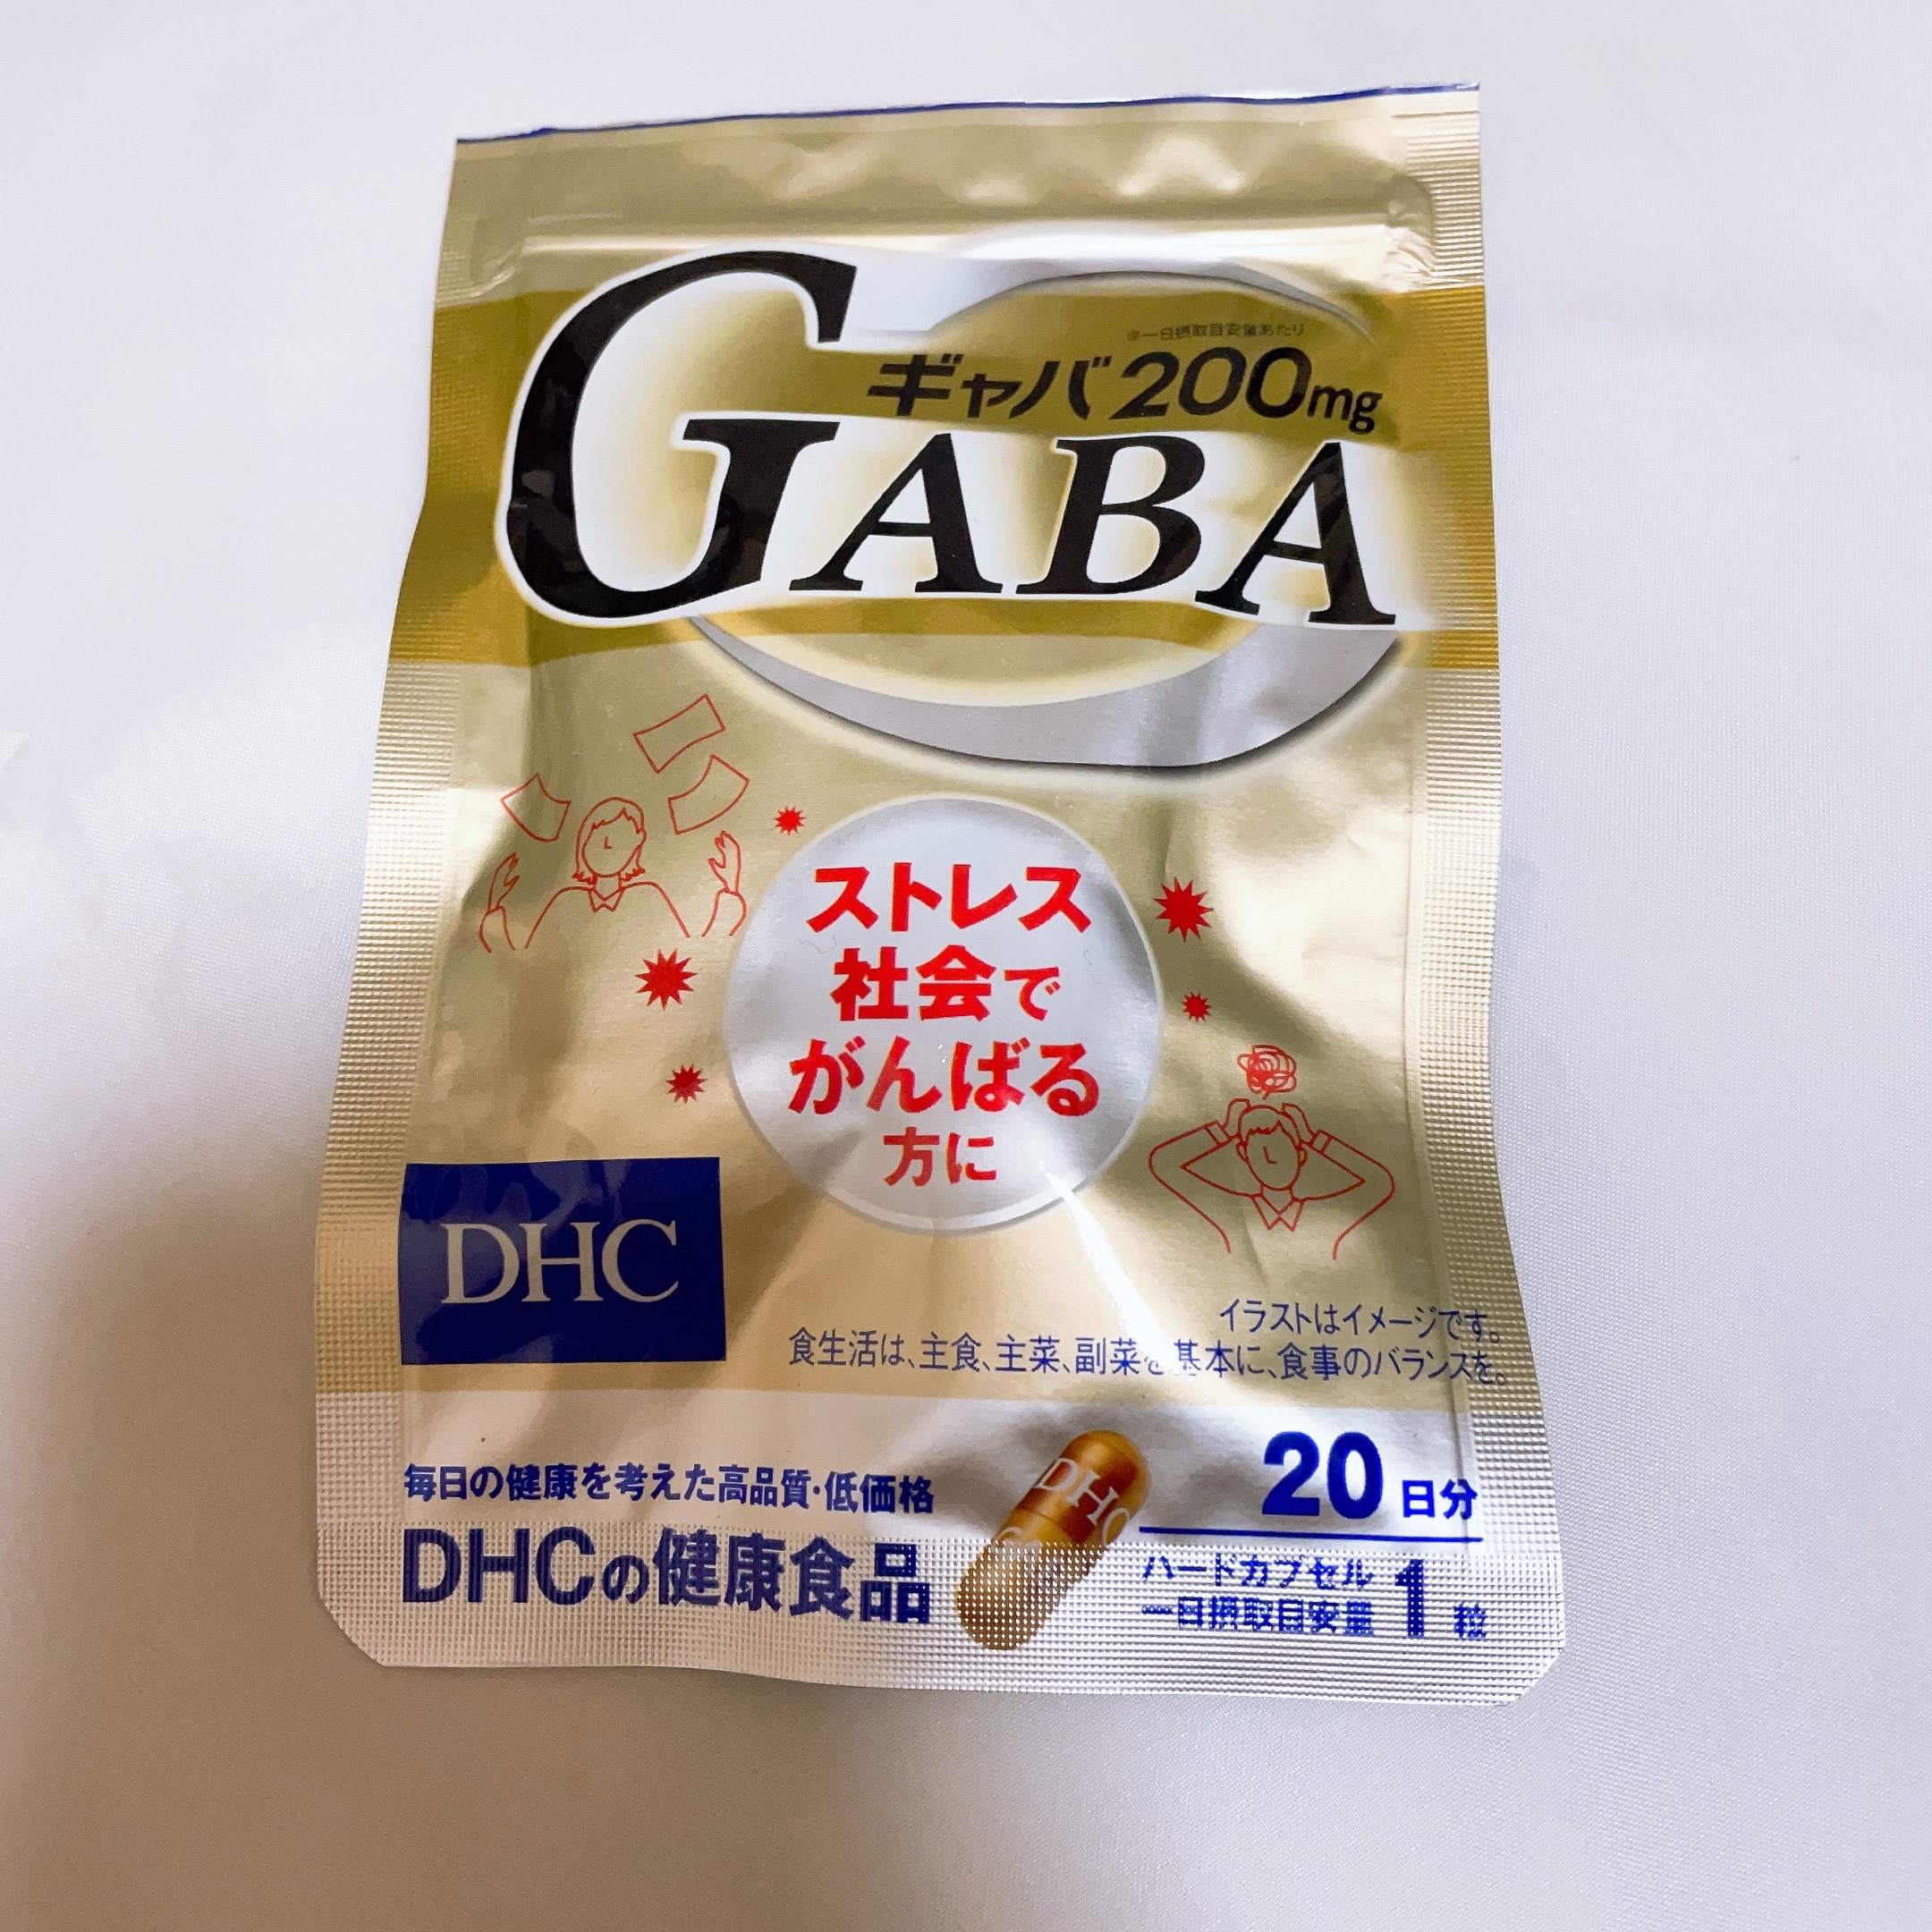 ※一日摂取目安量あたり
ギャバ200mg
GABA
ストレス
社会で
がんばる
方に
DHC
イラストはイメージです。
食生活は、主食、主菜、副菜を基本に、食事のバランスを。
毎日の健康を考えた高品質・低価格
DHCの健康食品
DHC
20日分
ハードカプセル
一日摂取目安量 1粒